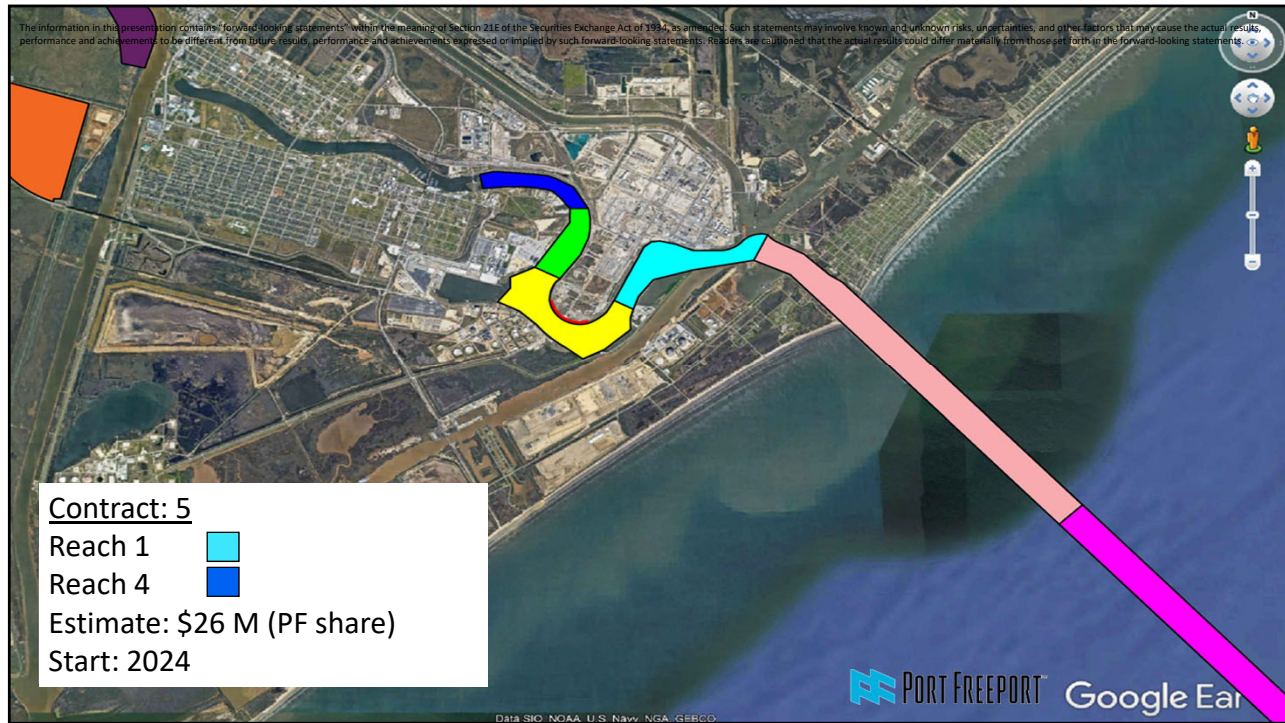 The information in this presentation contains "forward-looking statements" within the meaning of Section 21E of the Securities Exchange Act of 1934, as amended. Such statements may involve known and unknown risks, uncertainties, and other factors that may cause the actual results,
performance and achievements to be different from future results, performance and achievements expressed or implied by such forward-looking statements. Readers are cautioned that the actual results could differ materially from those set forth in the forward-looking statements.
N
Contract: 5
Reach 1
Reach 4
Estimate: $26 M (PF share)
Start: 2024
PORT FREEPORT™
Google Ear
Data SIO, NOAA, U.S. Navy, NGA, GEBCO